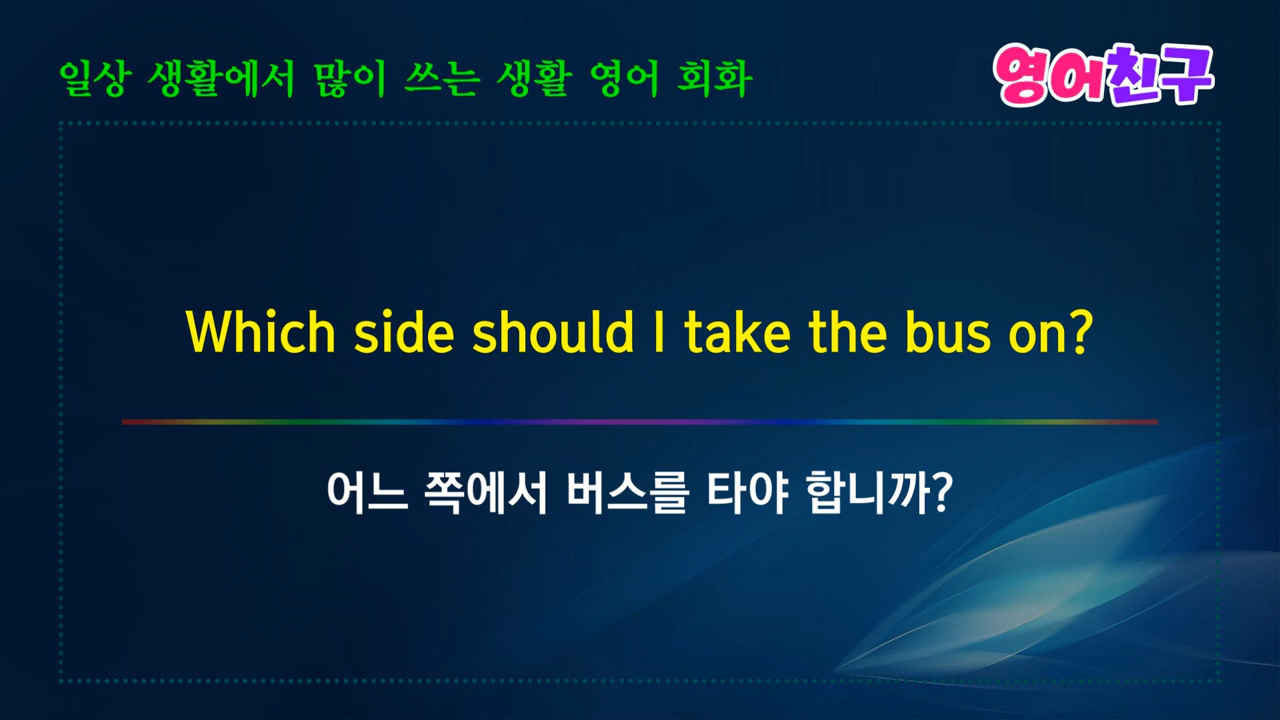 일상 생활에서 많이 쓰는 생활 영어 회화
영어친구
Which side should I take the bus on?
어느 쪽에서 버스를 타야 합니까?